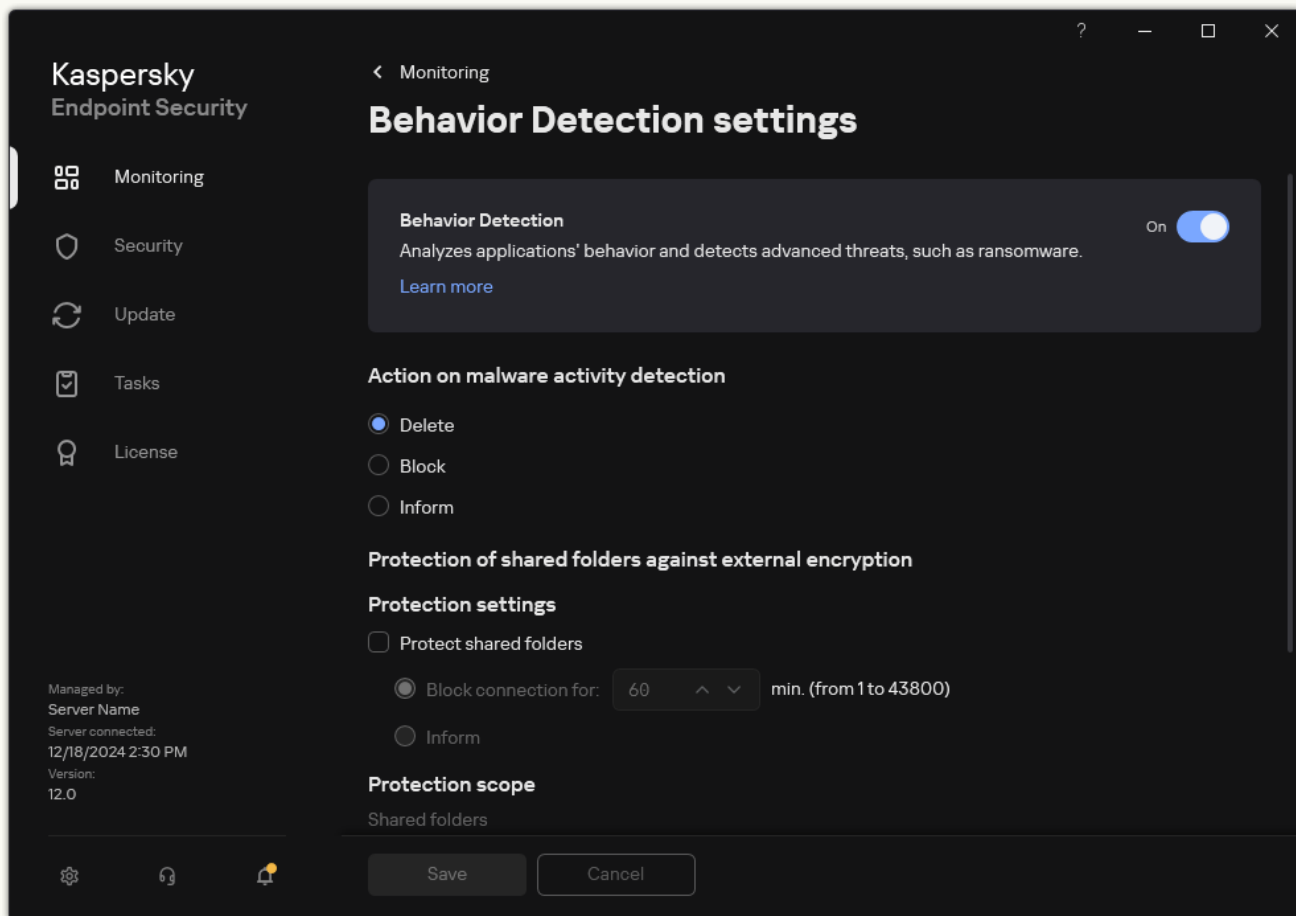 ?
Kaspersky
Endpoint Security
Monitoring
Security
Update
Tasks
License
Managed by:
Server Name
Server connected:
12/18/2024 2:30 PM
Version:
12.0
Monitoring
Behavior Detection settings
Behavior Detection
On
Analyzes applications' behavior and detects advanced threats, such as ransomware.
Learn more
Action on malware activity detection
Delete
Block
Inform
Protection of shared folders against external encryption
Protection settings
Protect shared folders
Block connection for: 60 min. (from 1 to 43800)
Inform
Protection scope
Shared folders
Save Cancel